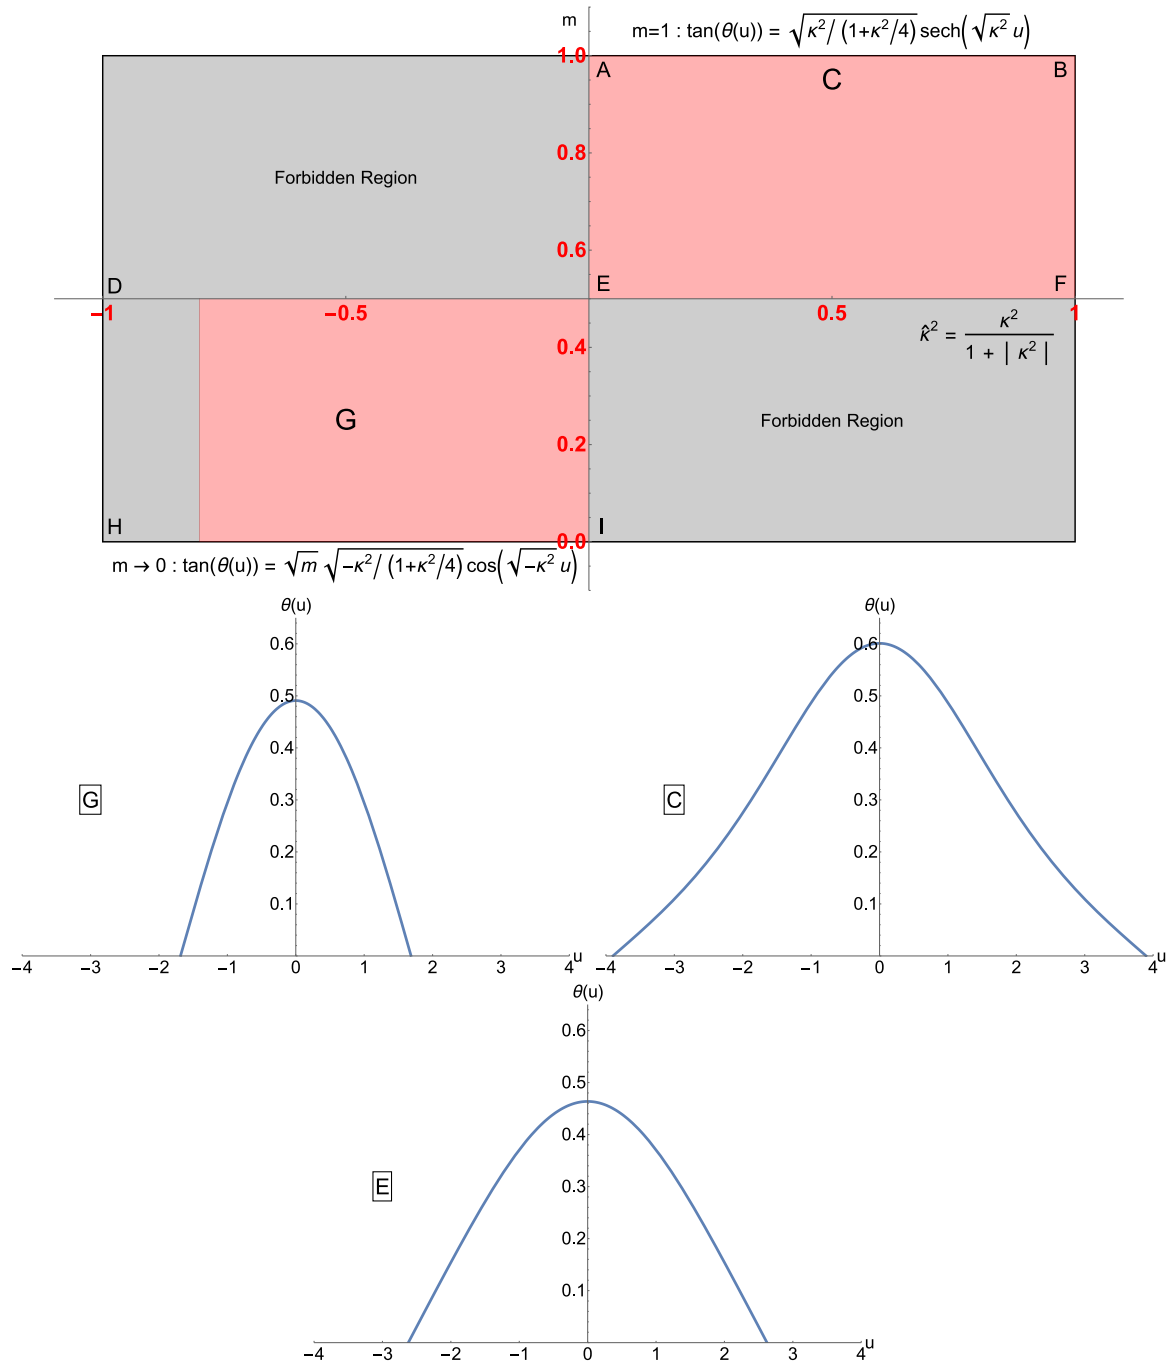 m
m=1 : tan(θ(u)) = √(κ²/(1+κ²/4)) sech(√κ² u)
1.0
A
C
B
0.8
Forbidden Region
0.6
D
E
F
−1
−0.5
0.5
1
κ̂² = κ² / (1 + | κ² |)
0.4
G
Forbidden Region
0.2
H
I
0.0
m → 0 : tan(θ(u)) = √m √(−κ²/(1+κ²/4)) cos(√−κ² u)
θ(u)
0.6
0.5
0.4
0.3
0.2
0.1
G
−4 −3 −2 −1 0 1 2 3 4 u
θ(u)
0.6
0.5
0.4
0.3
0.2
0.1
C
−4 −3 −2 −1 0 1 2 3 4 u
θ(u)
0.6
0.5
0.4
0.3
0.2
0.1
E
−4 −3 −2 −1 0 1 2 3 4 u